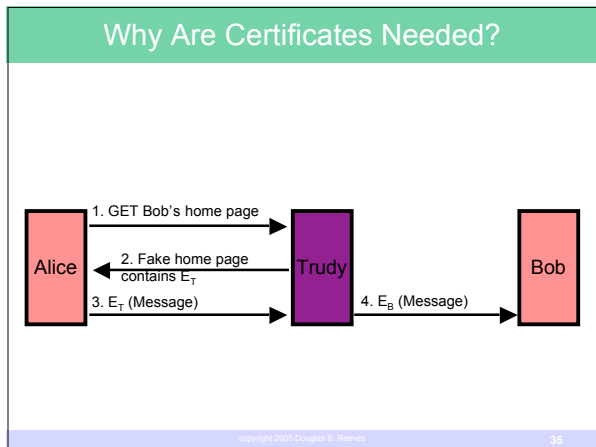 Why Are Certificates Needed?
1. GET Bob's home page
Alice
2. Fake home page
contains E_T
Trudy
Bob
3. E_T (Message)
4. E_B (Message)
copyright 2005 Douglas S. Reeves
35